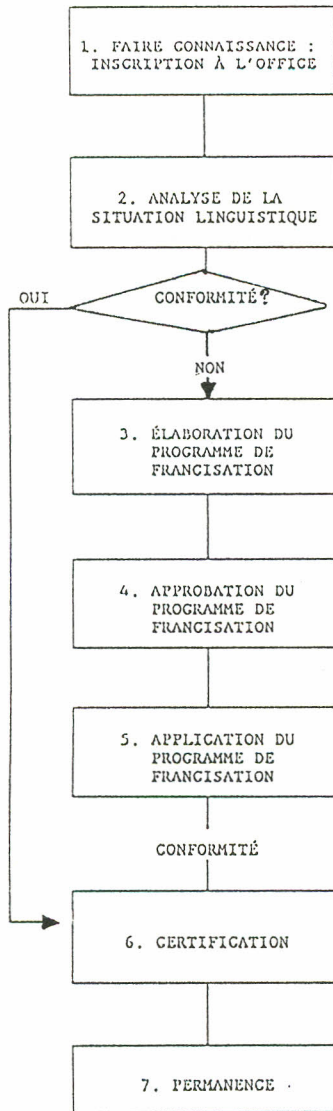 1. FAIRE CONNAISSANCE :
INSCRIPTION À L'OFFICE
2. ANALYSE DE LA
SITUATION LINGUISTIQUE
OUI
CONFORMITÉ?
NON
3. ÉLABORATION DU
PROGRAMME DE
FRANCISATION
4. APPROBATION DU
PROGRAMME DE
FRANCISATION
5. APPLICATION DU
PROGRAMME DE
FRANCISATION
CONFORMITÉ
6. CERTIFICATION
7. PERMANENCE